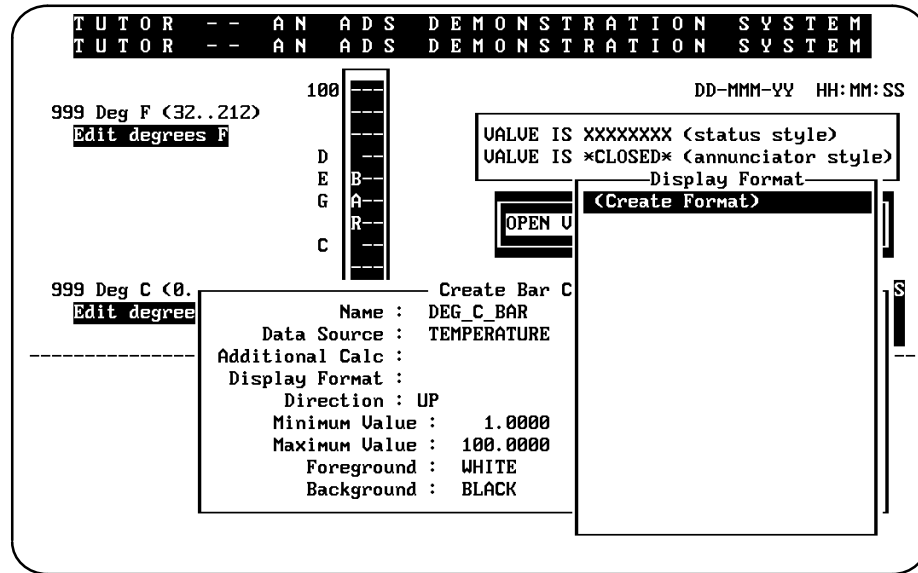 TUTOR -- AN ADS DEMONSTRATION SYSTEM
TUTOR -- AN ADS DEMONSTRATION SYSTEM
DD-MMM-YY HH:MM:SS
100 ---
---
999 Deg F (32..212)
Edit degrees F
---
D --
E B--
G A--
R--
C --
---
VALUE IS XXXXXXXX (status style)
VALUE IS *CLOSED* (annunciator style)
Display Format
(Create Format)
OPEN V
999 Deg C (0.
Edit degree
S
Create Bar C
Name : DEG_C_BAR
Data Source : TEMPERATURE
Additional Calc :
Display Format :
Direction : UP
Minimum Value : 1.0000
Maximum Value : 100.0000
Foreground : WHITE
Background : BLACK